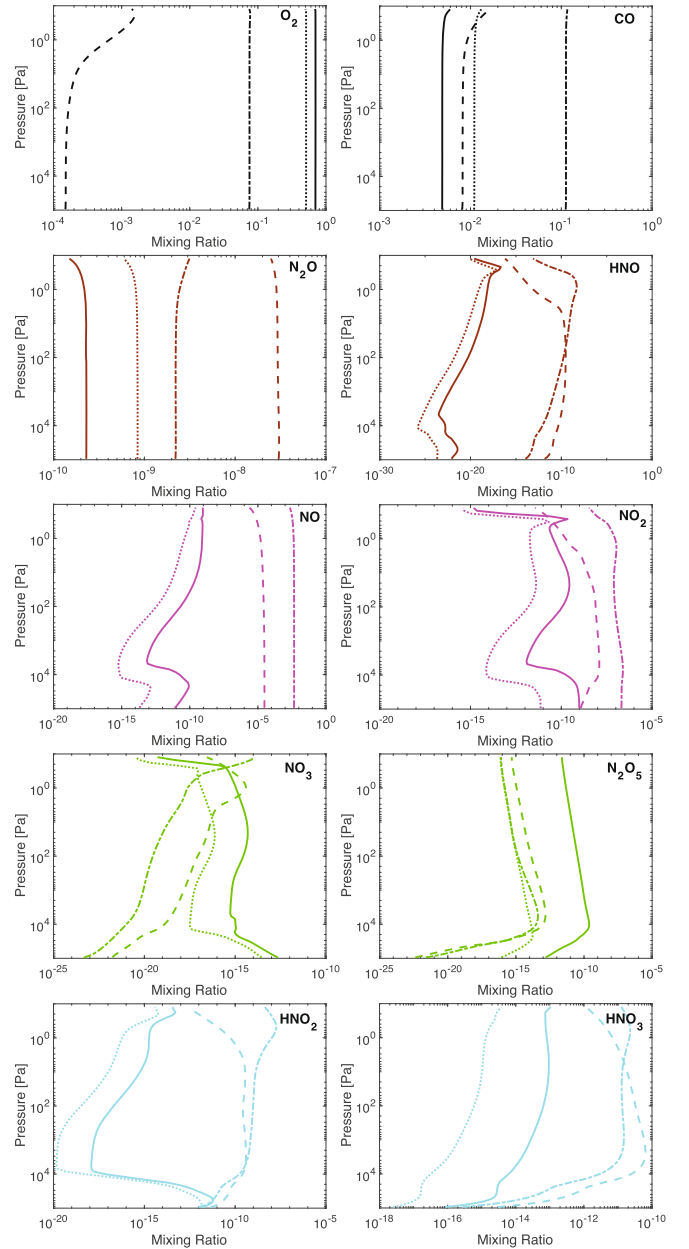 O2 CO
Pressure [Pa] 10^0 10^2 10^4 Pressure [Pa] 10^0 10^2 10^4
10^-4 10^-3 10^-2 10^-1 10^0 10^-3 10^-2 10^-1 10^0
Mixing Ratio Mixing Ratio
N2O HNO
Pressure [Pa] 10^0 10^2 10^4 Pressure [Pa] 10^0 10^2 10^4
10^-10 10^-9 10^-8 10^-7 10^-30 10^-20 10^-10 10^0
Mixing Ratio Mixing Ratio
NO NO2
Pressure [Pa] 10^0 10^2 10^4 Pressure [Pa] 10^0 10^2 10^4
10^-20 10^-15 10^-10 10^-5 10^0 10^-20 10^-15 10^-10 10^-5
Mixing Ratio Mixing Ratio
NO3 N2O5
Pressure [Pa] 10^0 10^2 10^4 Pressure [Pa] 10^0 10^2 10^4
10^-25 10^-20 10^-15 10^-10 10^-25 10^-20 10^-15 10^-10 10^-5
Mixing Ratio Mixing Ratio
HNO2 HNO3
Pressure [Pa] 10^0 10^2 10^4 Pressure [Pa] 10^0 10^2 10^4
10^-20 10^-15 10^-10 10^-5 10^-18 10^-16 10^-14 10^-12 10^-10
Mixing Ratio Mixing Ratio